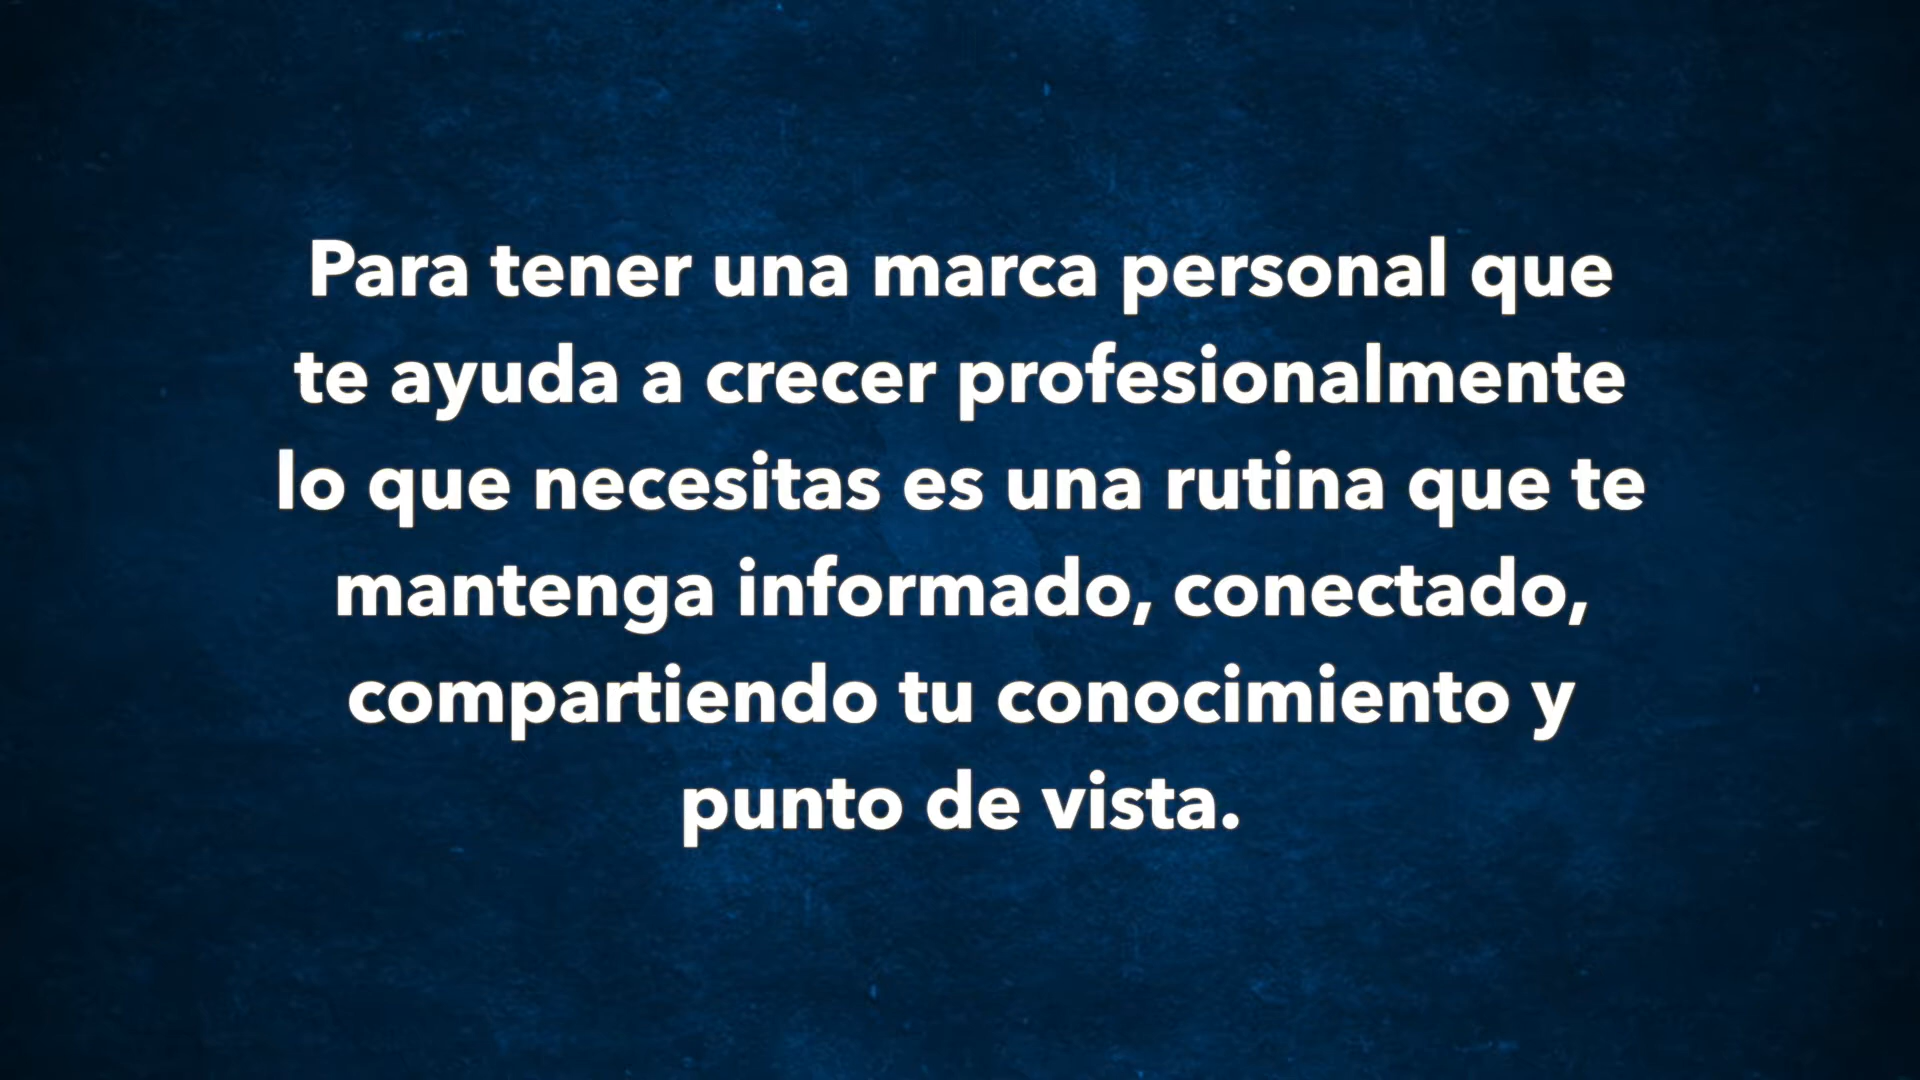 Para tener una marca personal que
te ayuda a crecer profesionalmente
lo que necesitas es una rutina que te
mantenga informado, conectado,
compartiendo tu conocimiento y
punto de vista.